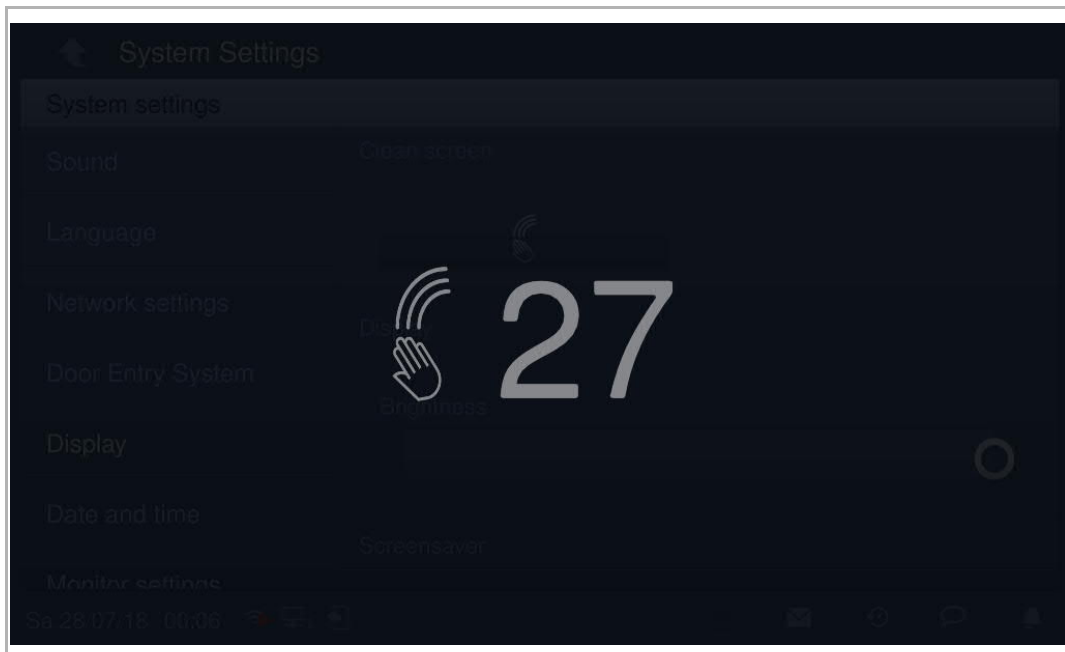 System Settings
System settings
Sound
Clean screen
Language
Network settings
27
Display
Door Entry System
Brightness
Display
Date and time
Screensaver
Monitor settings
Sa.28.07.18 00:06